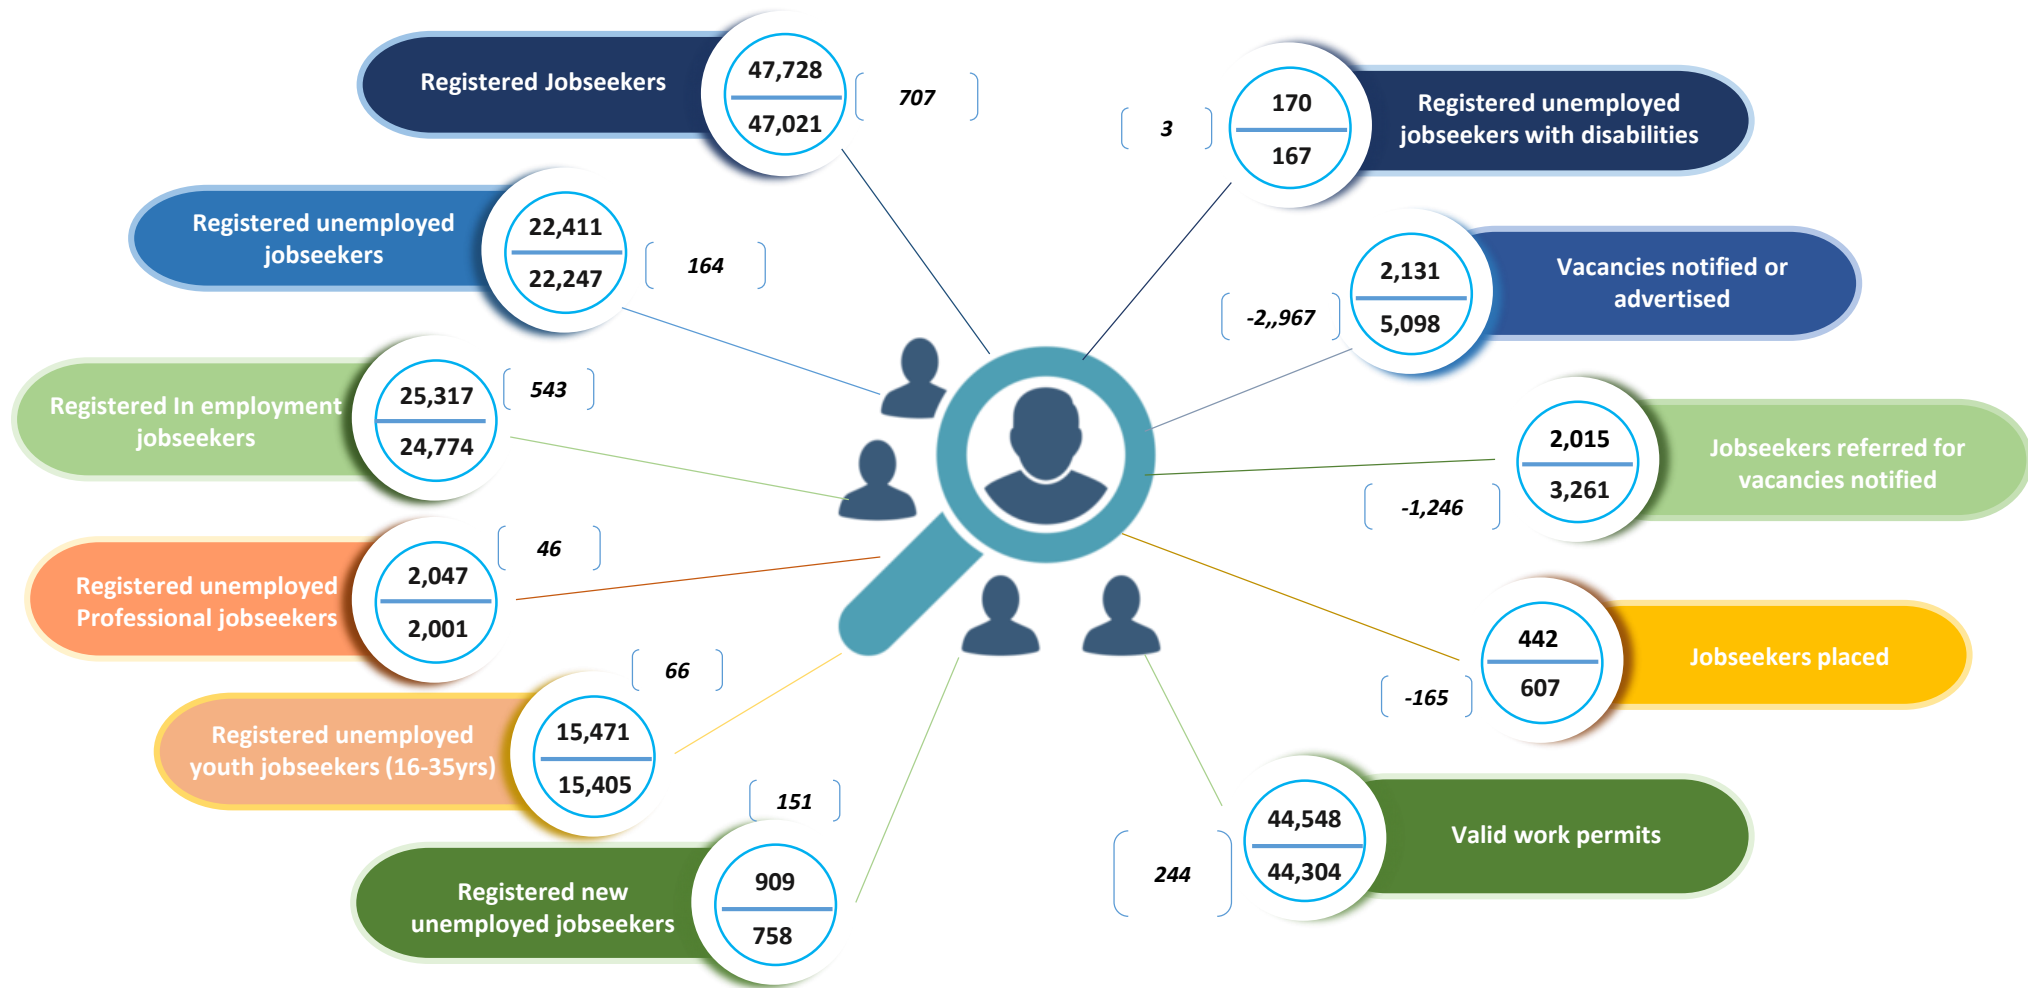 Registered Jobseekers
47,728
47,021
707
Registered unemployed
jobseekers
22,411
22,247
164
Registered In employment
jobseekers
25,317
24,774
543
Registered unemployed
Professional jobseekers
2,047
2,001
46
Registered unemployed
youth jobseekers (16-35yrs)
15,471
15,405
66
Registered new
unemployed jobseekers
909
758
151
3
170
167
Registered unemployed
jobseekers with disabilities
-2,,967
2,131
5,098
Vacancies notified or
advertised
-1,246
2,015
3,261
Jobseekers referred for
vacancies notified
-165
442
607
Jobseekers placed
244
44,548
44,304
Valid work permits